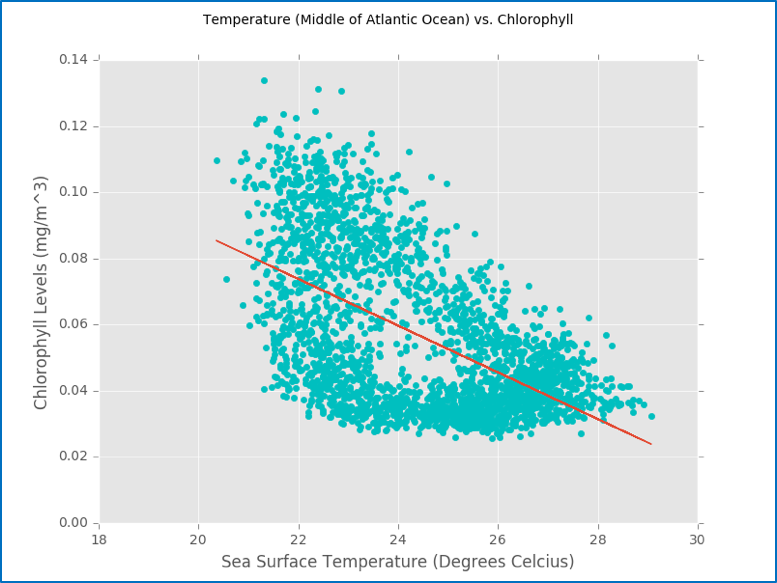 Temperature (Middle of Atlantic Ocean) vs. Chlorophyll
0.14
0.12
0.10
0.08
0.06
0.04
0.02
0.00
Chlorophyll Levels (mg/m^3)
18 20 22 24 26 28 30
Sea Surface Temperature (Degrees Celcius)